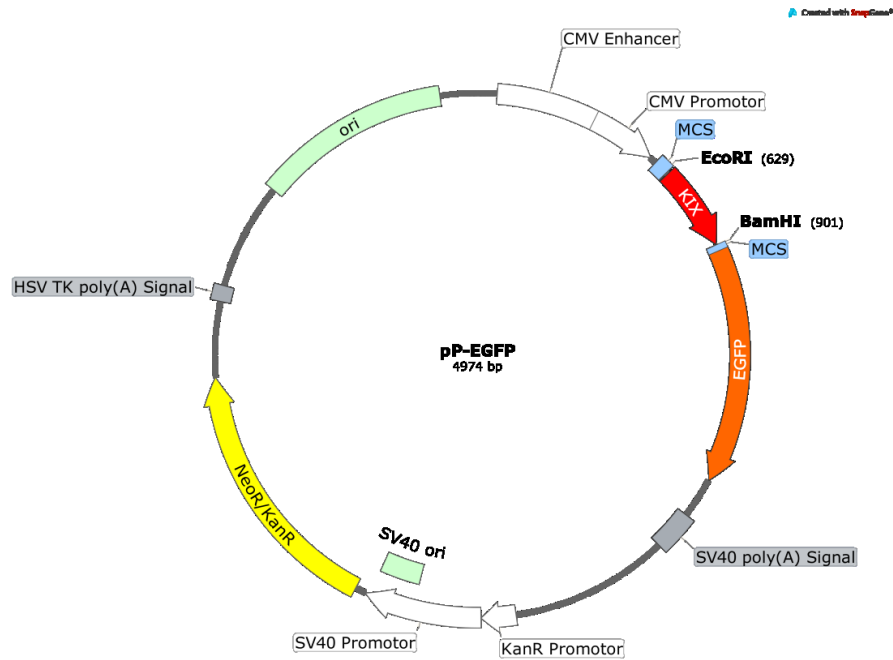 Created with SnapGene®
CMV Enhancer
CMV Promotor
MCS
EcoRI (629)
KIX
BamHI (901)
MCS
ori
HSV TK poly(A) Signal
pP-EGFP
4974 bp
EGFP
NeoR/KanR
SV40 ori
SV40 poly(A) Signal
SV40 Promotor
KanR Promotor